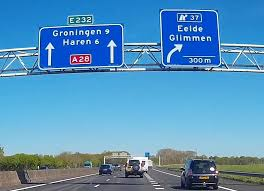 E232
Groningen 9
Haren 6
A28
37
Eelde
Glimmen
300 m